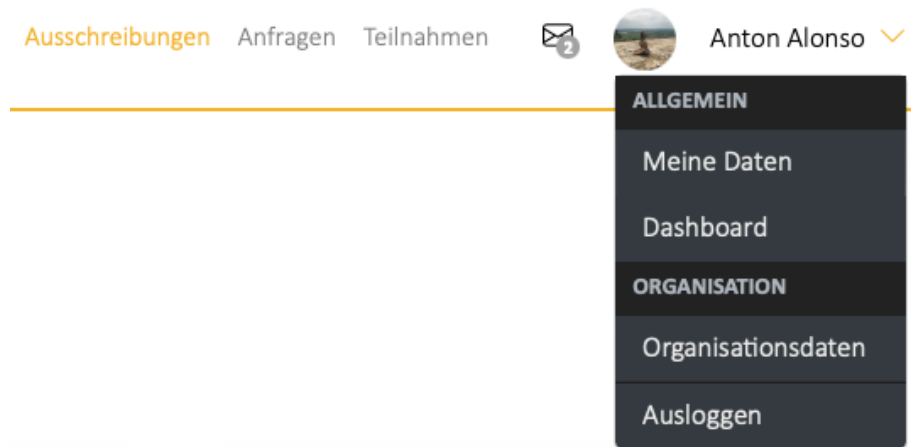 Ausschreibungen Anfragen Teilnahmen 2 Anton Alonso
ALLGEMEIN
Meine Daten
Dashboard
ORGANISATION
Organisationsdaten
Ausloggen